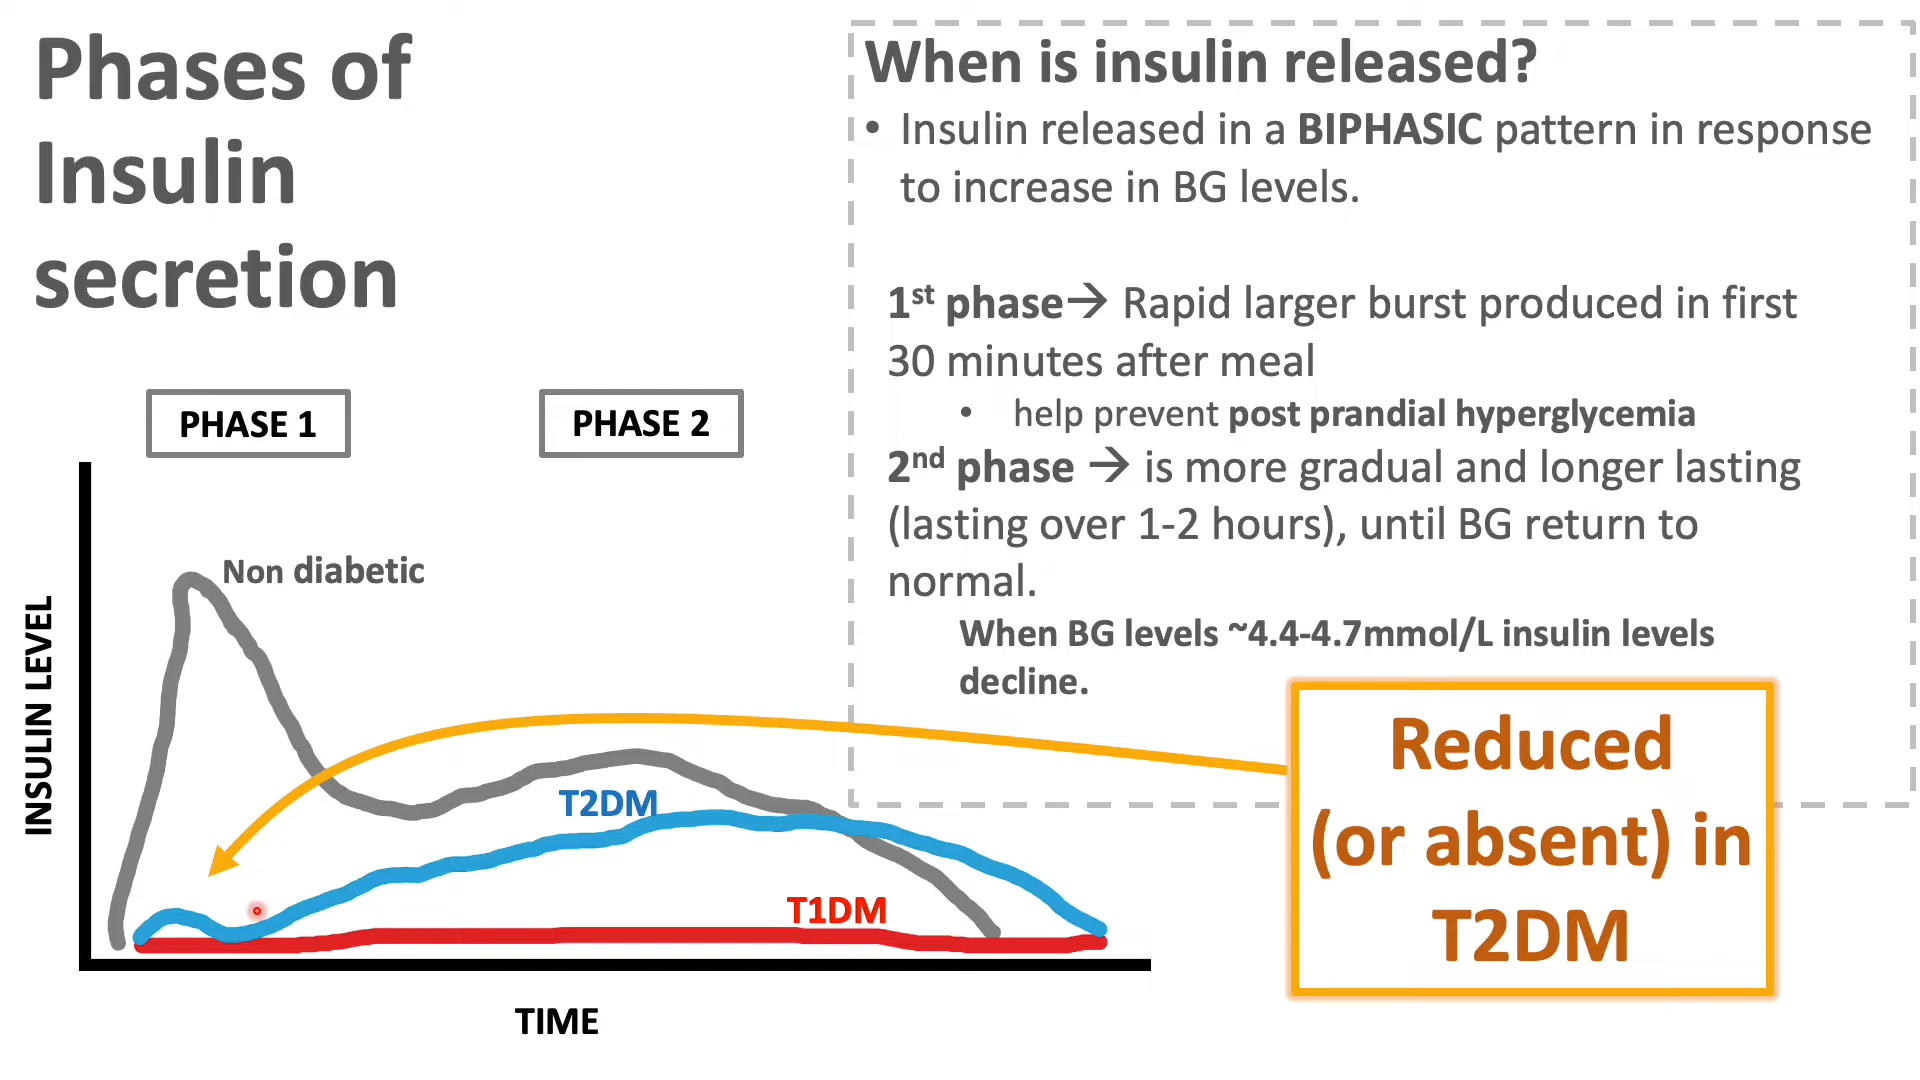 Phases of
Insulin
secretion
When is insulin released?
• Insulin released in a BIPHASIC pattern in response
to increase in BG levels.
1st phase→ Rapid larger burst produced in first
30 minutes after meal
• help prevent post prandial hyperglycemia
2nd phase → is more gradual and longer lasting
(lasting over 1-2 hours), until BG return to
normal.
When BG levels ~4.4-4.7mmol/L insulin levels
decline.
Reduced
(or absent) in
T2DM
PHASE 1
PHASE 2
Non diabetic
T2DM
T1DM
INSULIN LEVEL
TIME